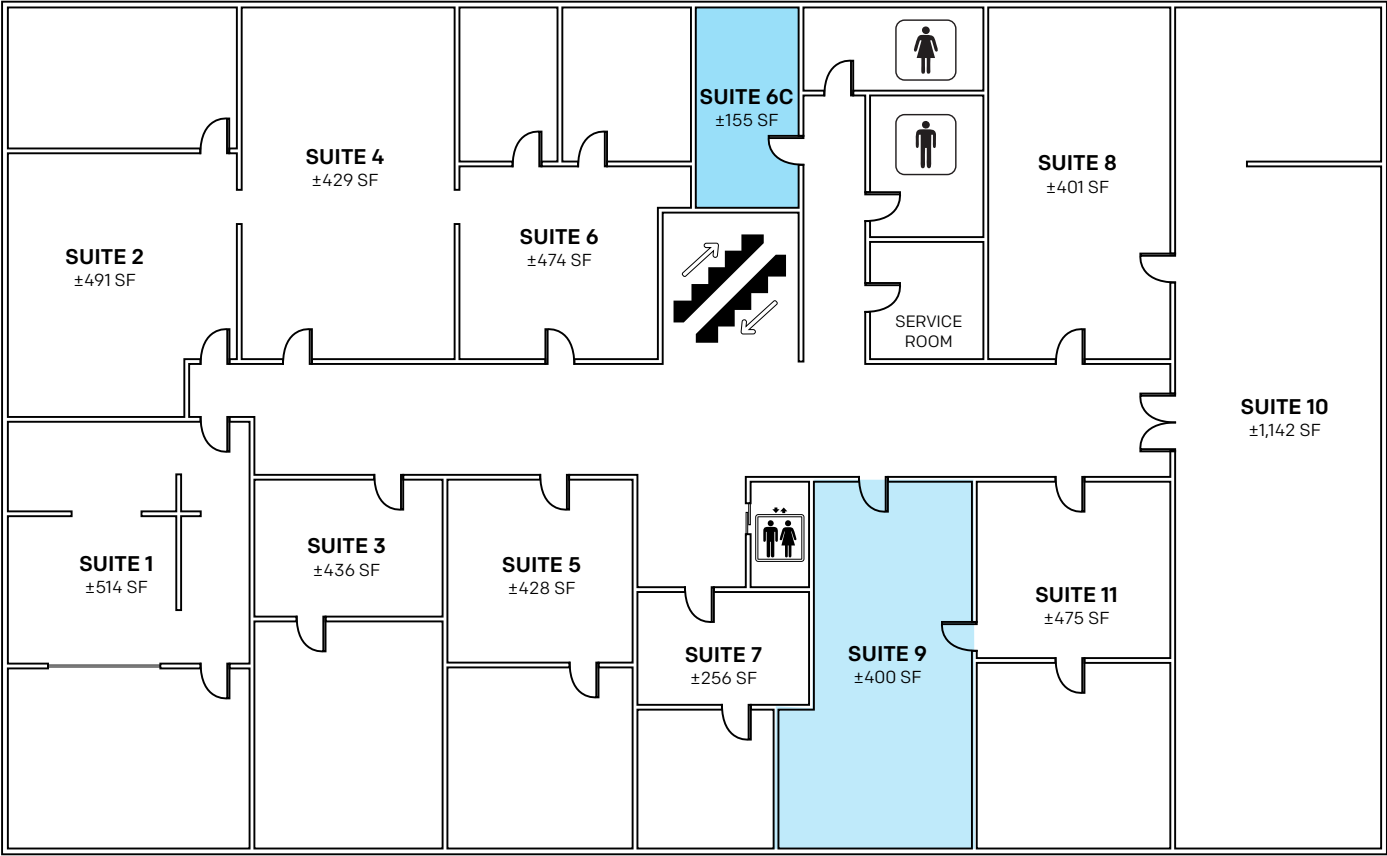 SUITE 6C
±155 SF
SUITE 4
±429 SF
SUITE 8
±401 SF
SUITE 2
±491 SF
SUITE 6
±474 SF
SERVICE
ROOM
SUITE 10
±1,142 SF
SUITE 1
±514 SF
SUITE 3
±436 SF
SUITE 5
±428 SF
SUITE 7
±256 SF
SUITE 9
±400 SF
SUITE 11
±475 SF